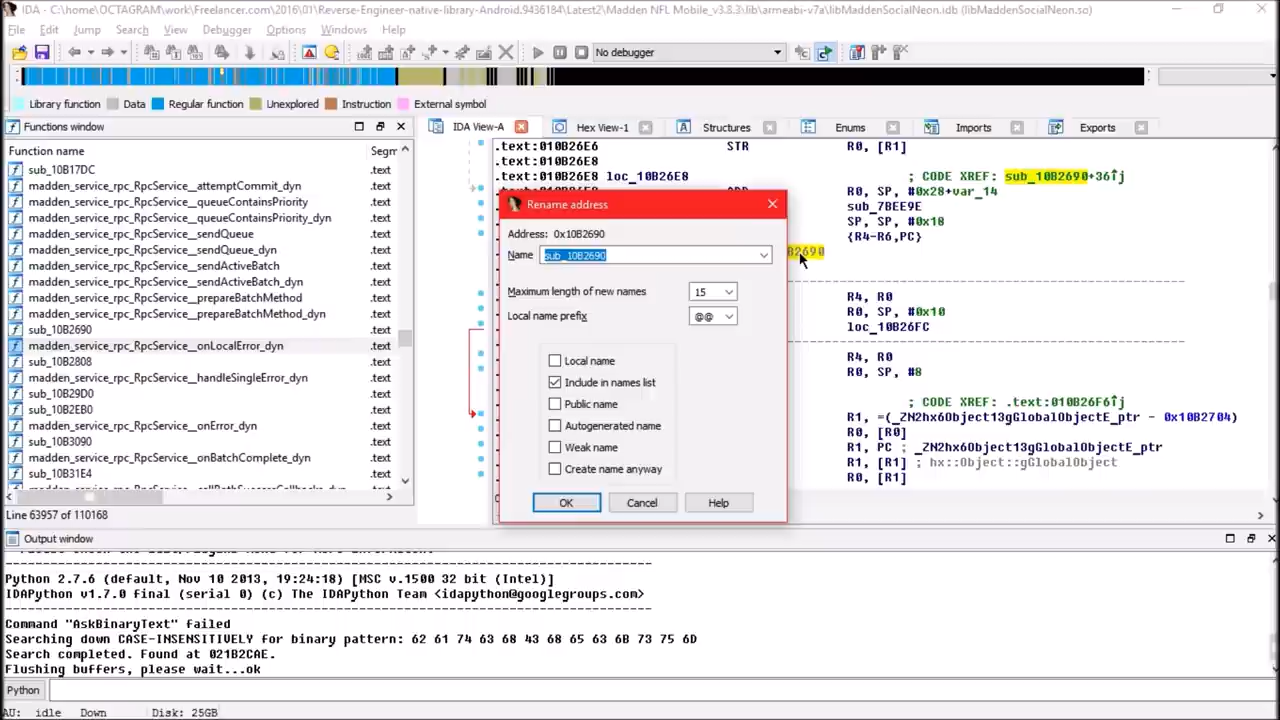 IDA - C:\home\OCTAGRAM\work\Freelancer.com\2016\01\Reverse-Engineer-native-library-Android.9436184\Latest2\Madden NFL Mobile_v3.3.3\lib\armeabi-v7a\libMaddenSocialNeon.idb (libMaddenSocialNeon.so)
File Edit Jump Search View Debugger Options Windows Help
No debugger
Library function Data Regular function Unexplored Instruction External symbol
Functions window
Function name Segm
sub_10B17DC .text
madden_service_rpc_RpcService__attemptCommit_dyn .text
madden_service_rpc_RpcService__queueContainsPriority .text
madden_service_rpc_RpcService__queueContainsPriority_dyn .text
madden_service_rpc_RpcService__sendQueue .text
madden_service_rpc_RpcService__sendQueue_dyn .text
madden_service_rpc_RpcService__sendActiveBatch .text
madden_service_rpc_RpcService__sendActiveBatch_dyn .text
madden_service_rpc_RpcService__prepareBatchMethod .text
madden_service_rpc_RpcService__prepareBatchMethod_dyn .text
sub_10B2690 .text
madden_service_rpc_RpcService__onLocalError_dyn .text
sub_10B2808 .text
madden_service_rpc_RpcService__handleSingleError_dyn .text
sub_10B29D0 .text
sub_10B2EB0 .text
madden_service_rpc_RpcService__onError_dyn .text
sub_10B3090 .text
madden_service_rpc_RpcService__onBatchComplete_dyn .text
sub_10B31E4 .text
Line 63957 of 110168
IDA View-A Hex View-1 Structures Enums Imports Exports
.text:010B26E6 STR R0, [R1]
.text:010B26E8
.text:010B26E8 loc_10B26E8 ; CODE XREF: sub_10B2690+36↑j
R0, SP, #0x28+var_14
sub_7BEE9E
SP, SP, #0x18
{R4-R6,PC}
B2690
R4, R0
R0, SP, #0x10
loc_10B26FC
R4, R0
R0, SP, #8
; CODE XREF: .text:010B26F6↑j
R1, =(_ZN2hx6Object13gGlobalObjectE_ptr - 0x10B2704)
R0, [R0]
R1, PC ; _ZN2hx6Object13gGlobalObjectE_ptr
R1, [R1] ; hx::Object::gGlobalObject
R0, [R1]
Rename address
Address: 0x10B2690
Name sub_10B2690
Maximum length of new names 15
Local name prefix @@
Local name
Include in names list
Public name
Autogenerated name
Weak name
Create name anyway
OK Cancel Help
Output window
Python 2.7.6 (default, Nov 10 2013, 19:24:18) [MSC v.1500 32 bit (Intel)]
IDAPython v1.7.0 final (serial 0) (c) The IDAPython Team <idapython@googlegroups.com>
Command "AskBinaryText" failed
Searching down CASE-INSENSITIVELY for binary pattern: 62 61 74 63 68 43 68 65 63 6B 73 75 6D
Search completed. Found at 021B2CAE.
Flushing buffers, please wait...ok
Python
AU: idle Down Disk: 25GB